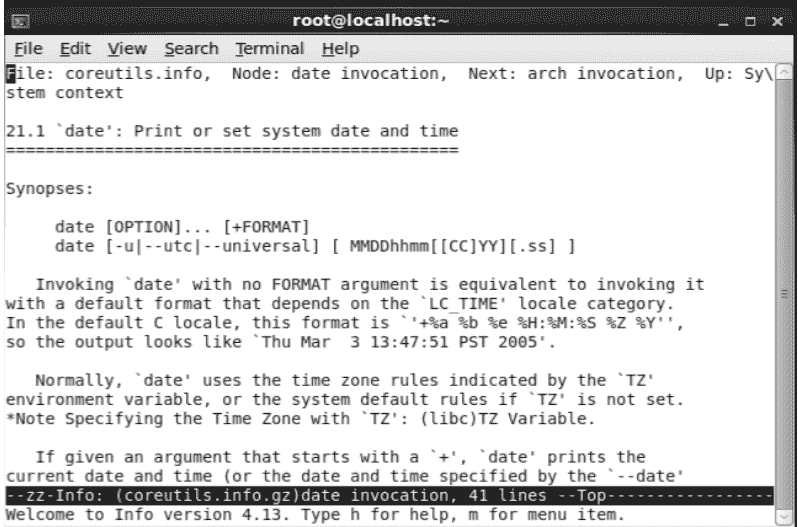 root@localhost:~
File Edit View Search Terminal Help
File: coreutils.info,  Node: date invocation,  Next: arch invocation,  Up: Sy\
stem context

21.1 `date': Print or set system date and time
==============================================

Synopses:

     date [OPTION]... [+FORMAT]
     date [-u|--utc|--universal] [ MMDDhhmm[[CC]YY][.ss] ]

   Invoking `date' with no FORMAT argument is equivalent to invoking it
with a default format that depends on the `LC_TIME' locale category.
In the default C locale, this format is `'+%a %b %e %H:%M:%S %Z %Y'',
so the output looks like `Thu Mar  3 13:47:51 PST 2005'.

   Normally, `date' uses the time zone rules indicated by the `TZ'
environment variable, or the system default rules if `TZ' is not set.
*Note Specifying the Time Zone with `TZ': (libc)TZ Variable.

   If given an argument that starts with a `+', `date' prints the
current date and time (or the date and time specified by the `--date'
--zz-Info: (coreutils.info.gz)date invocation, 41 lines --Top-----------------
Welcome to Info version 4.13. Type h for help, m for menu item.